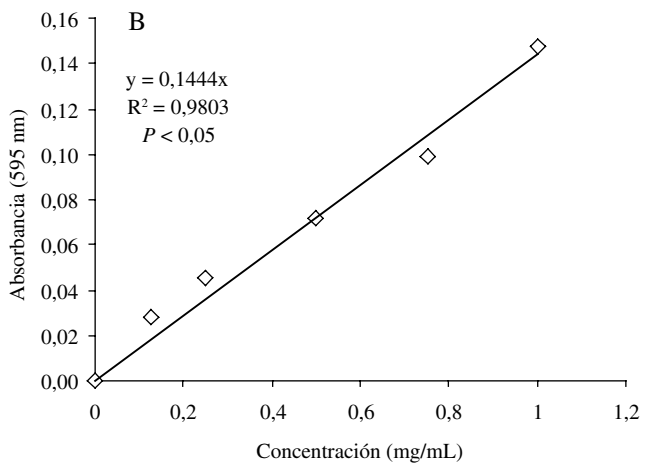 B
y = 0,1444x
R² = 0,9803
P < 0,05
Absorbancia (595 nm)
0,16
0,14
0,12
0,10
0,08
0,06
0,04
0,02
0,00
0 0,2 0,4 0,6 0,8 1 1,2
Concentración (mg/mL)